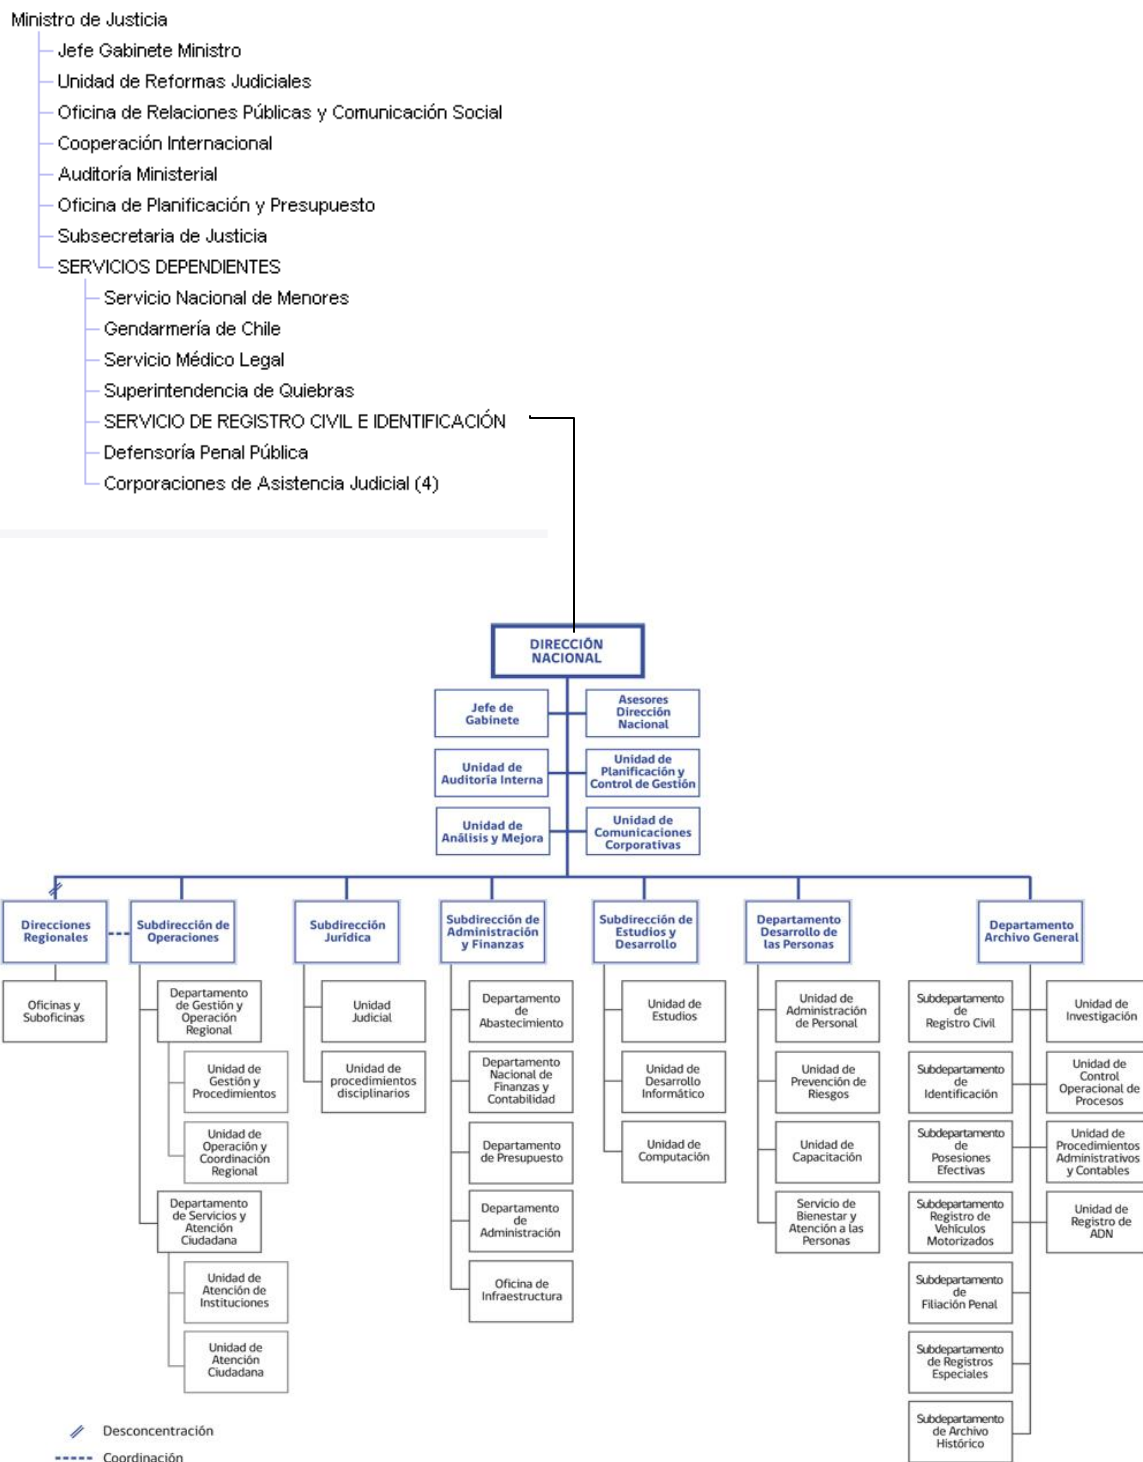 Ministro de Justicia
Jefe Gabinete Ministro
Unidad de Reformas Judiciales
Oficina de Relaciones Públicas y Comunicación Social
Cooperación Internacional
Auditoría Ministerial
Oficina de Planificación y Presupuesto
Subsecretaria de Justicia
SERVICIOS DEPENDIENTES
Servicio Nacional de Menores
Gendarmería de Chile
Servicio Médico Legal
Superintendencia de Quiebras
SERVICIO DE REGISTRO CIVIL E IDENTIFICACIÓN
Defensoría Penal Pública
Corporaciones de Asistencia Judicial (4)
DIRECCIÓN
NACIONAL
Jefe de
Gabinete
Asesores
Dirección
Nacional
Unidad de
Auditoría Interna
Unidad de
Planificación y
Control de Gestión
Unidad de
Análisis y Mejora
Unidad de
Comunicaciones
Corporativas
Direcciones
Regionales
Subdirección de
Operaciones
Subdirección
Jurídica
Subdirección de
Administración
y Finanzas
Subdirección de
Estudios y
Desarrollo
Departamento
Desarrollo de
las Personas
Departamento
Archivo General
Oficinas y
Suboficinas
Departamento
de Gestión y
Operación
Regional
Unidad de
Gestión y
Procedimientos
Unidad de
Operación y
Coordinación
Regional
Departamento
de Servicios y
Atención
Ciudadana
Unidad de
Atención de
Instituciones
Unidad de
Atención
Ciudadana
Unidad
Judicial
Unidad de
procedimientos
disciplinarios
Departamento
de
Abastecimiento
Departamento
Nacional de
Finanzas y
Contabilidad
Departamento
de Presupuesto
Departamento
de
Administración
Oficina de
Infraestructura
Unidad de
Estudios
Unidad de
Desarrollo
Informático
Unidad de
Computación
Unidad de
Administración
de Personal
Unidad de
Prevención de
Riesgos
Unidad de
Capacitación
Servicio de
Bienestar y
Atención a las
Personas
Subdepartamento
de
Registro Civil
Subdepartamento
de
Identificación
Subdepartamento
de
Posesiones
Efectivas
Subdepartamento
Registro de
Vehículos
Motorizados
Subdepartamento
de
Filiación Penal
Subdepartamento
de Registros
Especiales
Subdepartamento
de Archivo
Histórico
Unidad de
Investigación
Unidad de
Control
Operacional de
Procesos
Unidad de
Procedimientos
Administrativos
y Contables
Unidad de
Registro de
ADN
Desconcentración
Coordinación